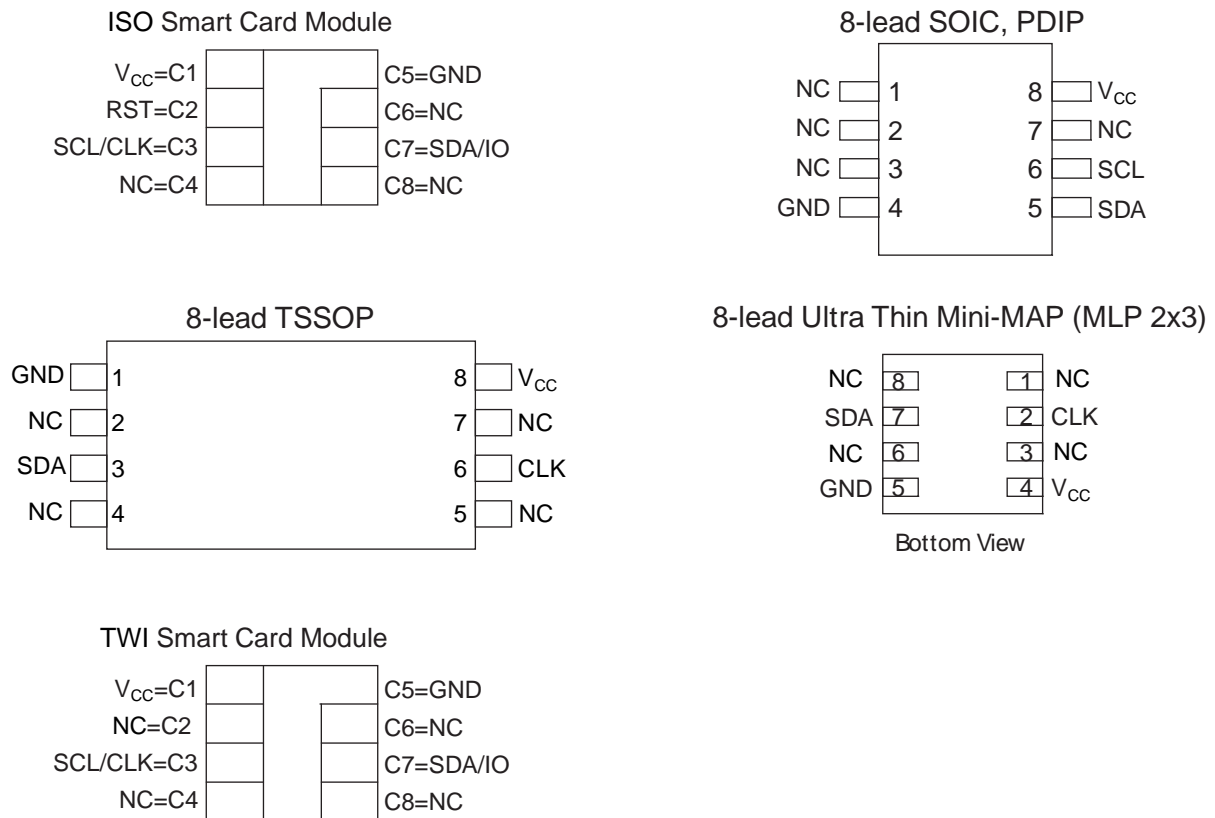 ISO Smart Card Module
V_CC=C1 C5=GND
RST=C2 C6=NC
SCL/CLK=C3 C7=SDA/IO
NC=C4 C8=NC
8-lead SOIC, PDIP
NC 1 8 V_CC
NC 2 7 NC
NC 3 6 SCL
GND 4 5 SDA
8-lead TSSOP
GND 1 8 V_CC
NC 2 7 NC
SDA 3 6 CLK
NC 4 5 NC
8-lead Ultra Thin Mini-MAP (MLP 2x3)
NC 8 1 NC
SDA 7 2 CLK
NC 6 3 NC
GND 5 4 V_CC
Bottom View
TWI Smart Card Module
V_CC=C1 C5=GND
NC=C2 C6=NC
SCL/CLK=C3 C7=SDA/IO
NC=C4 C8=NC